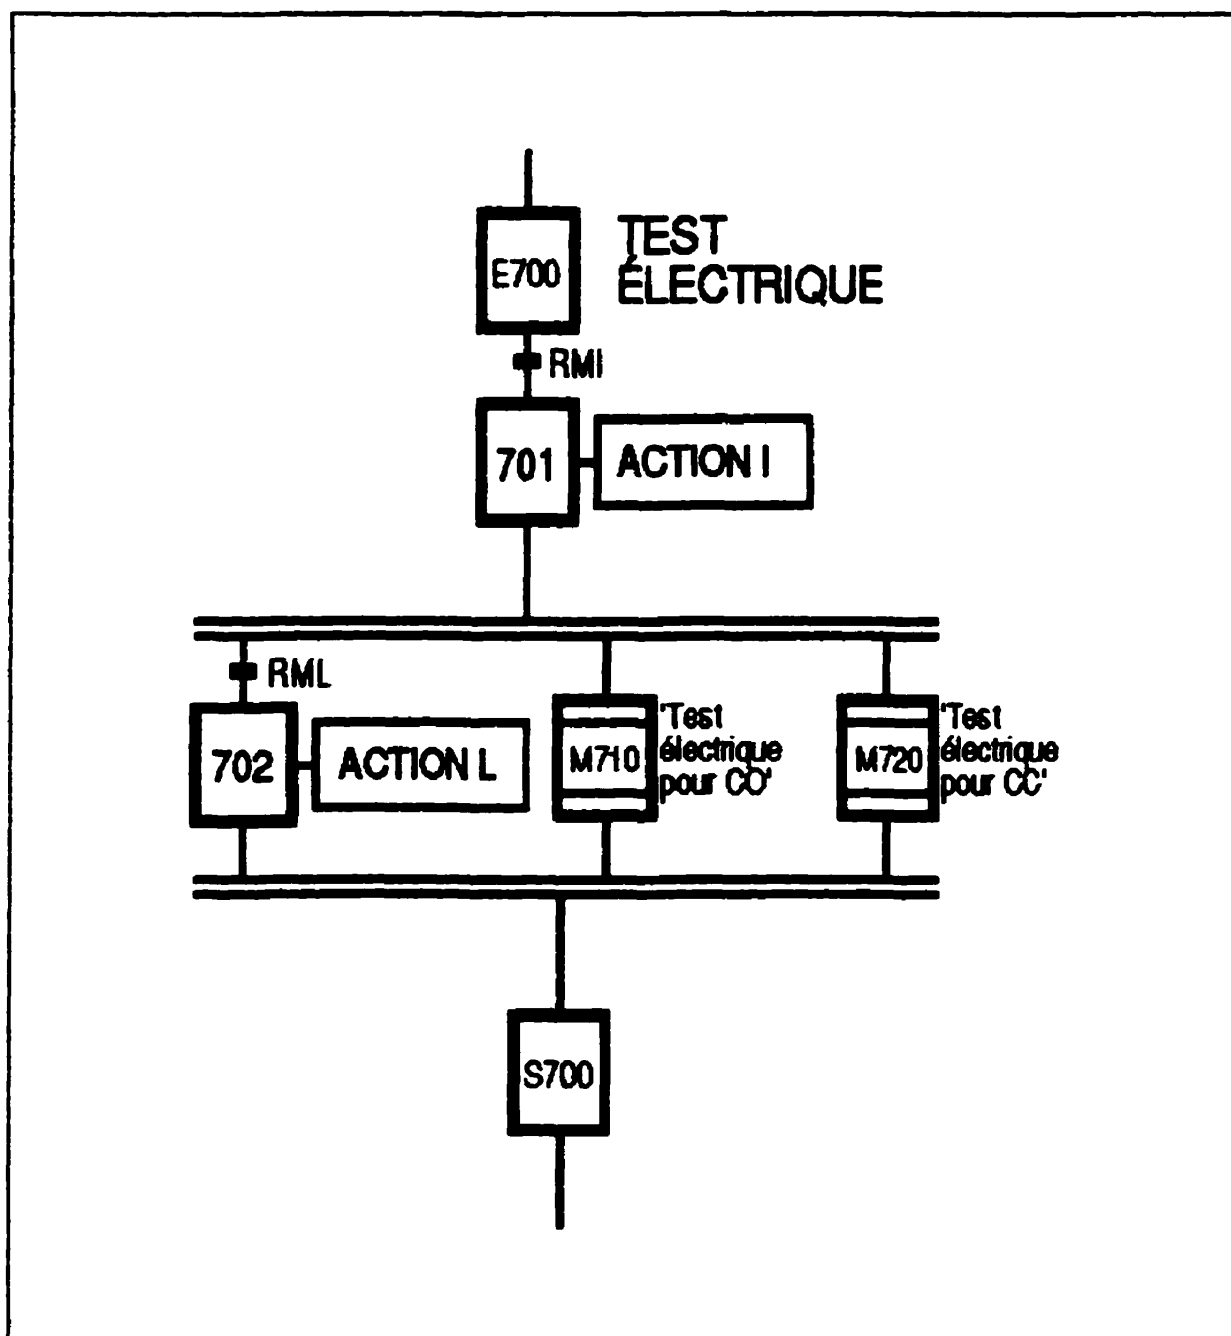 E700
TEST
ÉLECTRIQUE
RMI
701
ACTION I
RML
702
ACTION L
M710
'Test
électrique
pour CO'
M720
'Test
électrique
pour CC'
S700